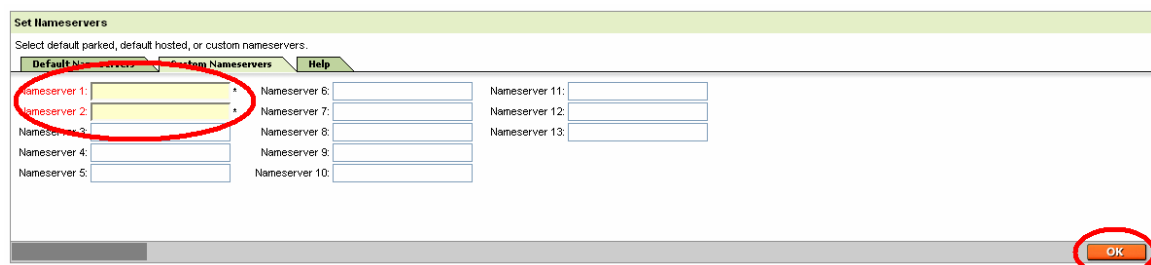 Set Nameservers
Select default parked, default hosted, or custom nameservers.
Default Nameservers Custom Nameservers Help
Nameserver 1: * Nameserver 6: Nameserver 11:
Nameserver 2: * Nameserver 7: Nameserver 12:
Nameserver 3: Nameserver 8: Nameserver 13:
Nameserver 4: Nameserver 9:
Nameserver 5: Nameserver 10:
OK